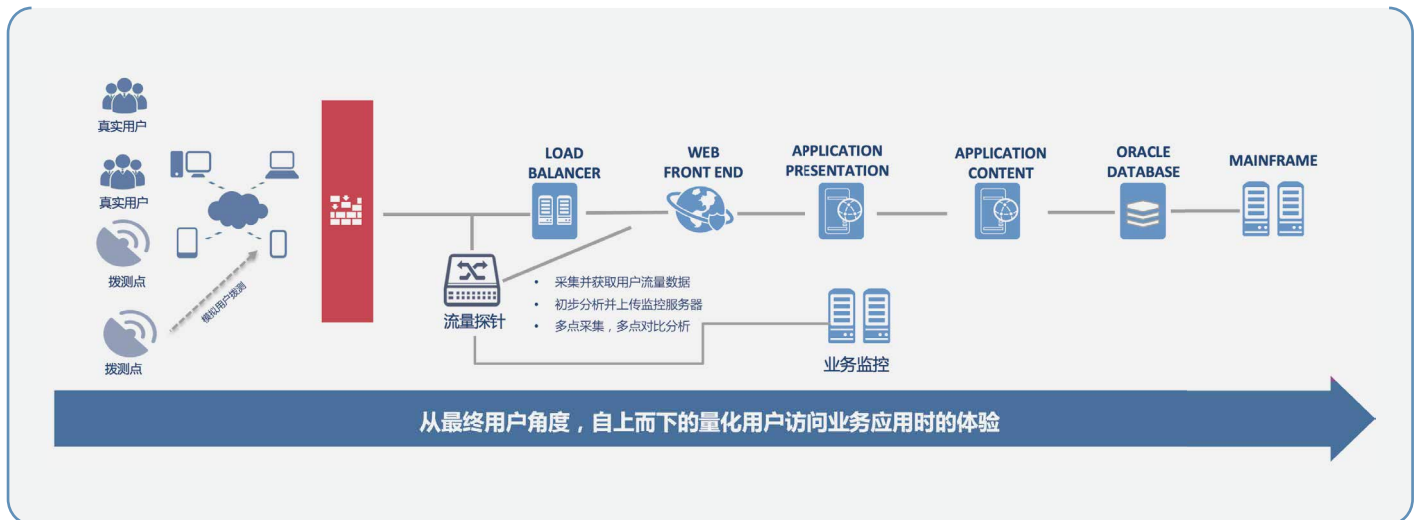 真实用户
真实用户
拨测点
拨测点
模拟用户拨测
LOAD
BALANCER
WEB
FRONT END
APPLICATION
PRESENTATION
APPLICATION
CONTENT
ORACLE
DATABASE
MAINFRAME
流量探针
• 采集并获取用户流量数据
• 初步分析并上传监控服务器
• 多点采集，多点对比分析
业务监控
从最终用户角度，自上而下的量化用户访问业务应用时的体验